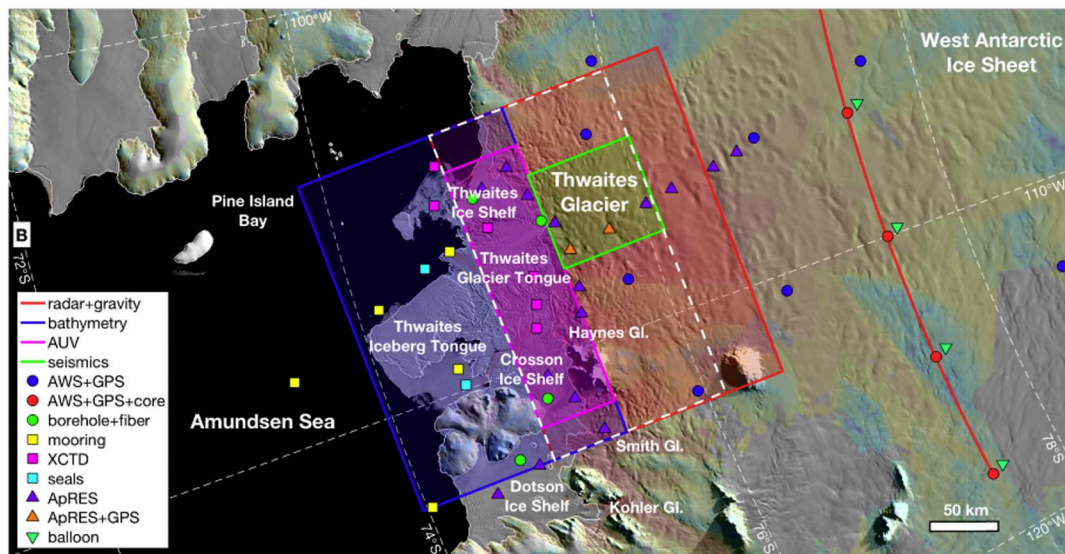 100°W
West Antarctic
Ice Sheet
Pine Island
Bay
Thwaites
Ice Shelf
Thwaites
Glacier
110°W
B
72°S
Thwaites
Glacier Tongue
Thwaites
Iceberg Tongue
Haynes Gl.
Crosson
Ice Shelf
Amundsen Sea
Smith Gl.
Dotson
Ice Shelf
Kohler Gl.
74°S
76°S
78°S
120°W
50 km
radar+gravity
bathymetry
AUV
seismics
AWS+GPS
AWS+GPS+core
borehole+fiber
mooring
XCTD
seals
ApRES
ApRES+GPS
balloon